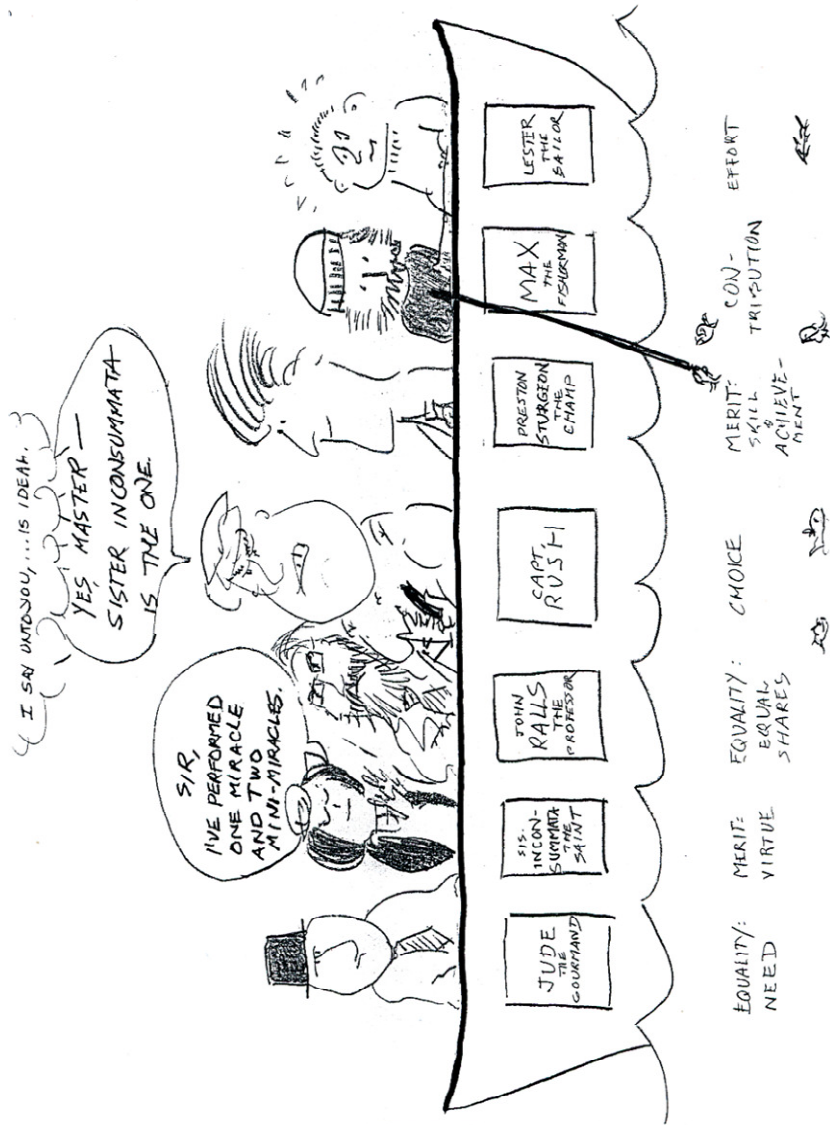 I SAY UNTO YOU,....IS IDEAH.
YES, MASTER —
SISTER INCONSUMMATA
IS THE ONE.
SIR,
I'VE PERFORMED
ONE MIRACLE
AND TWO
MINI-MIRACLES.
JUDE
THE
GOURMAND
SIS.
INCON-
SUMMATA
THE
SAINT
JOHN
RALLS
THE
PROFESSOR
CAPT.
RUSH
PRESTON
STURGEON
THE
CHAMP
MAX
THE
FISHERMAN
LESTER
THE
SAILOR
EQUALITY:
NEED
MERIT:
VIRTUE
EQUALITY:
EQUAL
SHARES
CHOICE
MERIT:
SKILL
&
ACHIEVE-
MENT
CON-
TRIBUTION
EFFORT